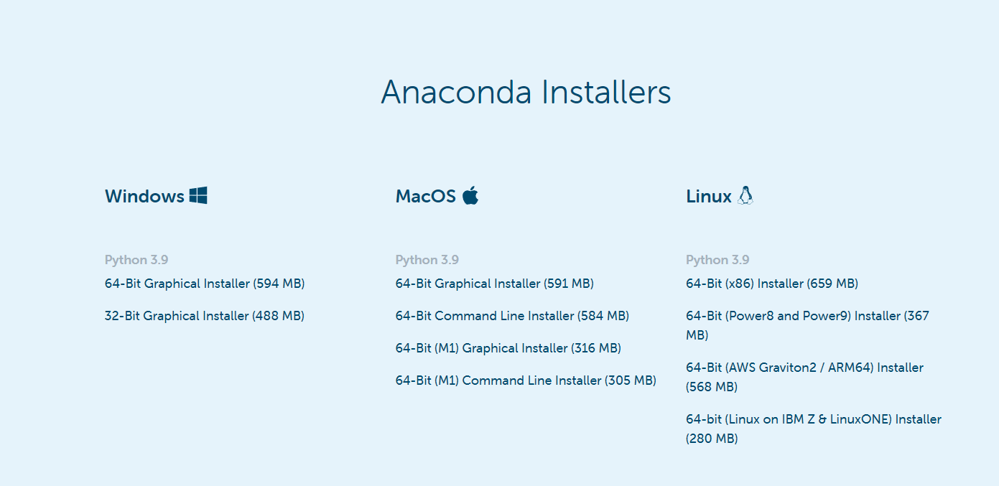 Anaconda Installers
Windows
Python 3.9
64-Bit Graphical Installer (594 MB)
32-Bit Graphical Installer (488 MB)
MacOS
Python 3.9
64-Bit Graphical Installer (591 MB)
64-Bit Command Line Installer (584 MB)
64-Bit (M1) Graphical Installer (316 MB)
64-Bit (M1) Command Line Installer (305 MB)
Linux
Python 3.9
64-Bit (x86) Installer (659 MB)
64-Bit (Power8 and Power9) Installer (367
MB)
64-Bit (AWS Graviton2 / ARM64) Installer
(568 MB)
64-bit (Linux on IBM Z & LinuxONE) Installer
(280 MB)